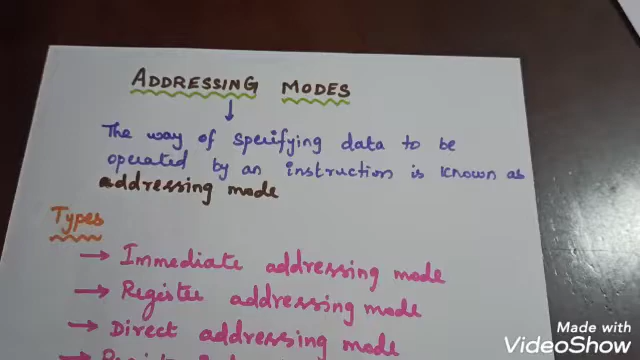 ADDRESSING MODES
The way of specifying data to be
operated by an instruction is known as
addressing mode
Types
→ Immediate addressing mode
→ Register addressing mode
→ Direct addressing mode
Made with
VideoShow